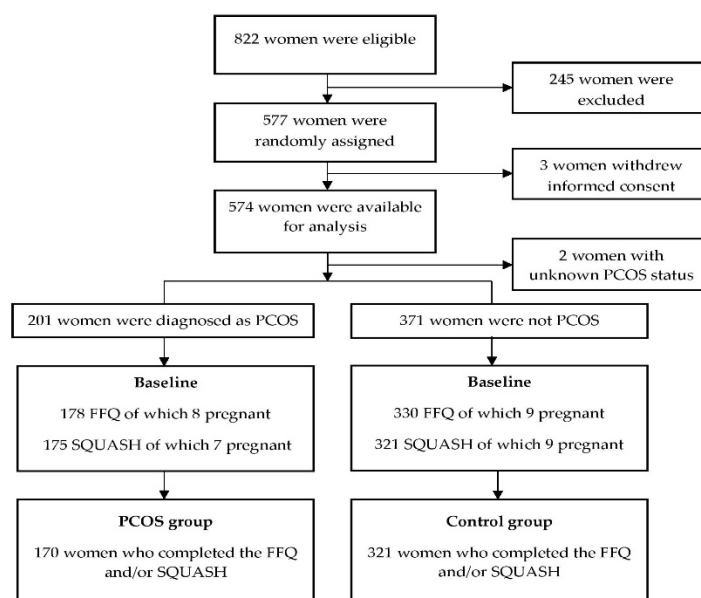 822 women were eligible
245 women were
excluded
577 women were
randomly assigned
3 women withdrew
informed consent
574 women were available
for analysis
2 women with
unknown PCOS status
201 women were diagnosed as PCOS
371 women were not PCOS
Baseline
178 FFQ of which 8 pregnant
175 SQUASH of which 7 pregnant
Baseline
330 FFQ of which 9 pregnant
321 SQUASH of which 9 pregnant
PCOS group
170 women who completed the FFQ
and/or SQUASH
Control group
321 women who completed the FFQ
and/or SQUASH